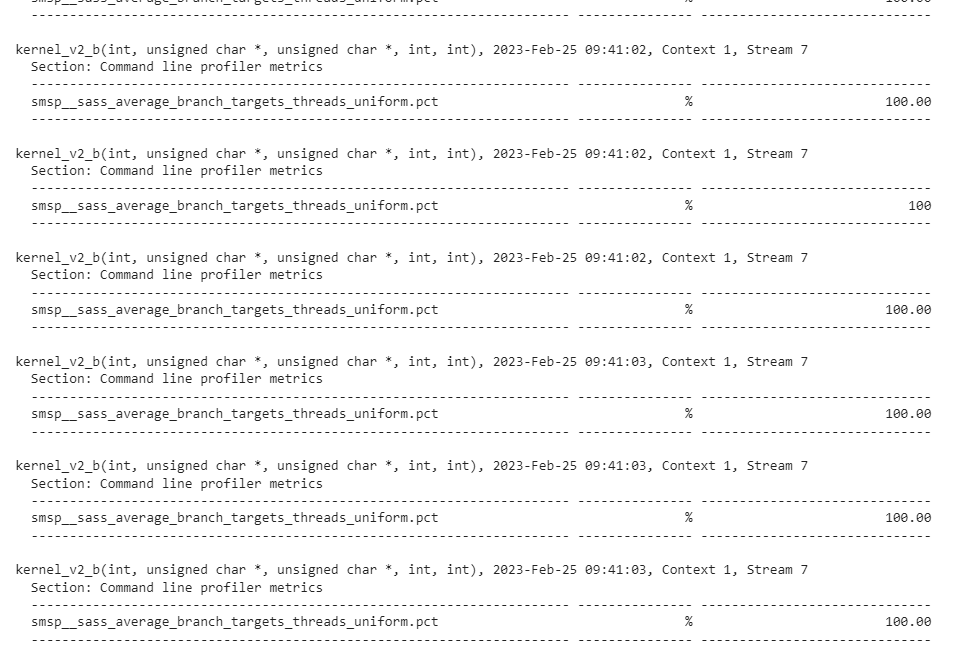 smsp__sass_average_branch_targets_threads_uniform.pct % 100.00
---------------------------------------------------------------------- --------------- ------------------------------
kernel_v2_b(int, unsigned char *, unsigned char *, int, int), 2023-Feb-25 09:41:02, Context 1, Stream 7
Section: Command line profiler metrics
---------------------------------------------------------------------- --------------- ------------------------------
smsp__sass_average_branch_targets_threads_uniform.pct % 100.00
---------------------------------------------------------------------- --------------- ------------------------------
kernel_v2_b(int, unsigned char *, unsigned char *, int, int), 2023-Feb-25 09:41:02, Context 1, Stream 7
Section: Command line profiler metrics
---------------------------------------------------------------------- --------------- ------------------------------
smsp__sass_average_branch_targets_threads_uniform.pct % 100
---------------------------------------------------------------------- --------------- ------------------------------
kernel_v2_b(int, unsigned char *, unsigned char *, int, int), 2023-Feb-25 09:41:02, Context 1, Stream 7
Section: Command line profiler metrics
---------------------------------------------------------------------- --------------- ------------------------------
smsp__sass_average_branch_targets_threads_uniform.pct % 100.00
---------------------------------------------------------------------- --------------- ------------------------------
kernel_v2_b(int, unsigned char *, unsigned char *, int, int), 2023-Feb-25 09:41:03, Context 1, Stream 7
Section: Command line profiler metrics
---------------------------------------------------------------------- --------------- ------------------------------
smsp__sass_average_branch_targets_threads_uniform.pct % 100.00
---------------------------------------------------------------------- --------------- ------------------------------
kernel_v2_b(int, unsigned char *, unsigned char *, int, int), 2023-Feb-25 09:41:03, Context 1, Stream 7
Section: Command line profiler metrics
---------------------------------------------------------------------- --------------- ------------------------------
smsp__sass_average_branch_targets_threads_uniform.pct % 100.00
---------------------------------------------------------------------- --------------- ------------------------------
kernel_v2_b(int, unsigned char *, unsigned char *, int, int), 2023-Feb-25 09:41:03, Context 1, Stream 7
Section: Command line profiler metrics
---------------------------------------------------------------------- --------------- ------------------------------
smsp__sass_average_branch_targets_threads_uniform.pct % 100.00
---------------------------------------------------------------------- --------------- ------------------------------